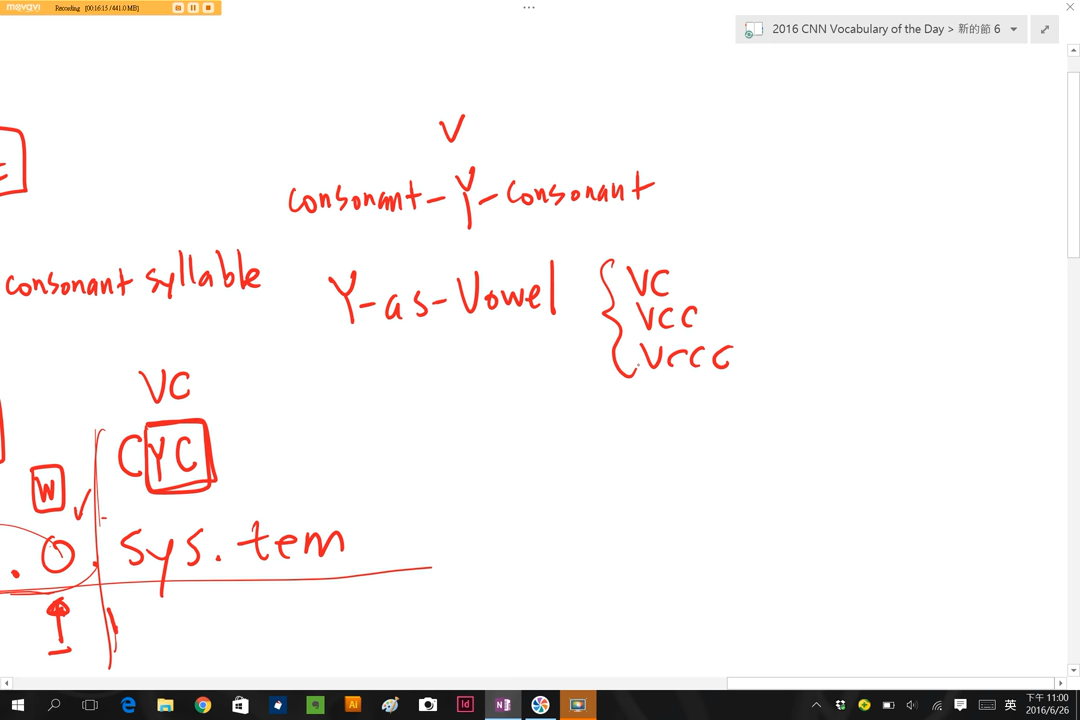 movavi Recording [00:16:15 /441.0 MB]
2016 CNN Vocabulary of the Day > 新的節 6
V
consonant - Y - consonant
consonant syllable
Y-as-Vowel
VC
VCC
VCCC
VC
CYC
W
. O . sys . tem
英
下午 11:00
2016/6/26